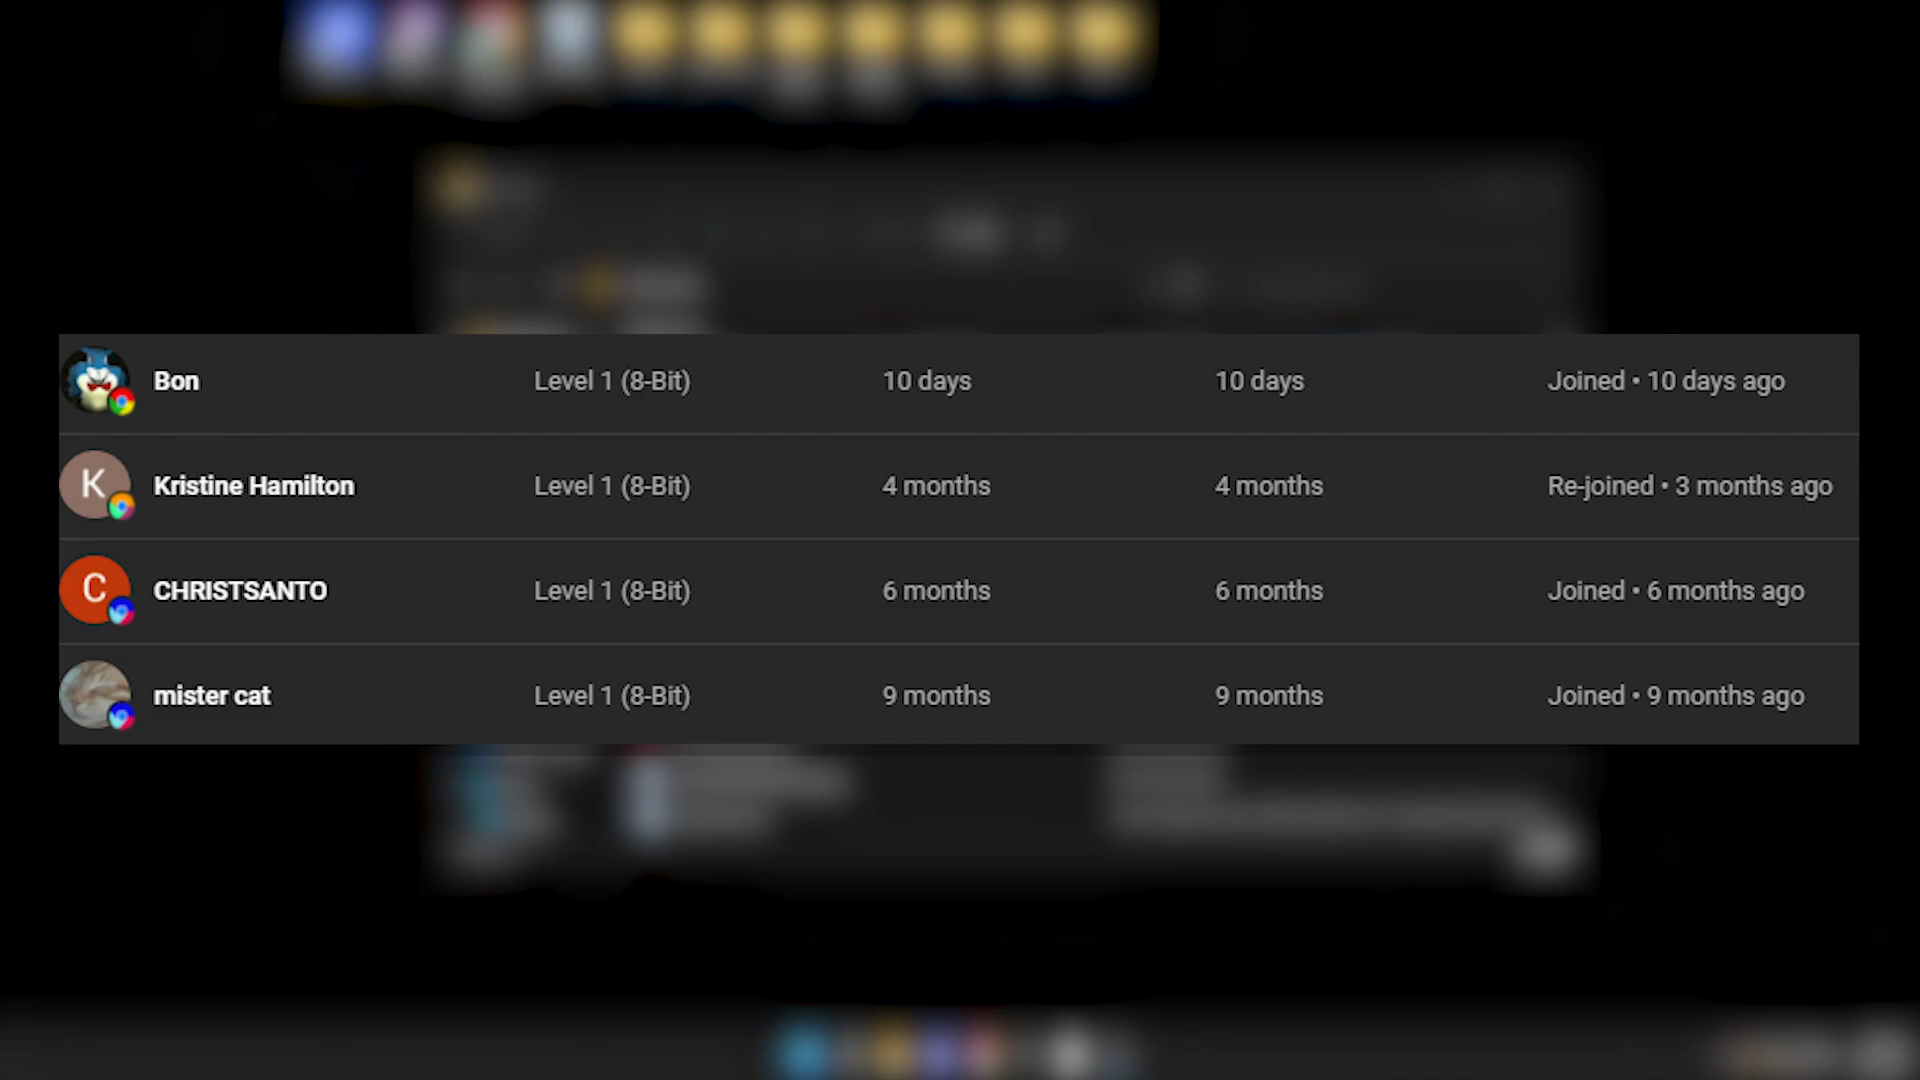 Bon Level 1 (8-Bit) 10 days 10 days Joined • 10 days ago
K Kristine Hamilton Level 1 (8-Bit) 4 months 4 months Re-joined • 3 months ago
C CHRISTSANTO Level 1 (8-Bit) 6 months 6 months Joined • 6 months ago
mister cat Level 1 (8-Bit) 9 months 9 months Joined • 9 months ago